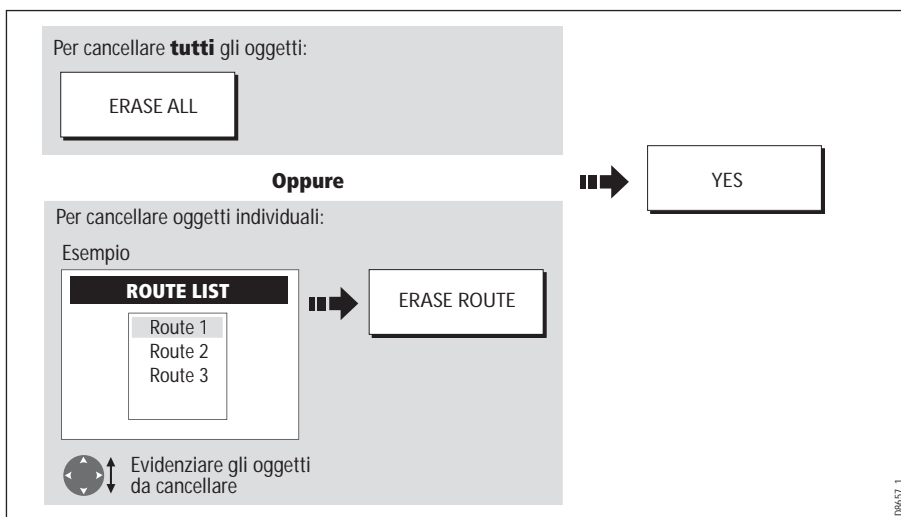 Per cancellare tutti gli oggetti:
ERASE ALL
Oppure
YES
Per cancellare oggetti individuali:
Esempio
ROUTE LIST
ERASE ROUTE
Route 1
Route 2
Route 3
Evidenziare gli oggetti
da cancellare
D8657_1